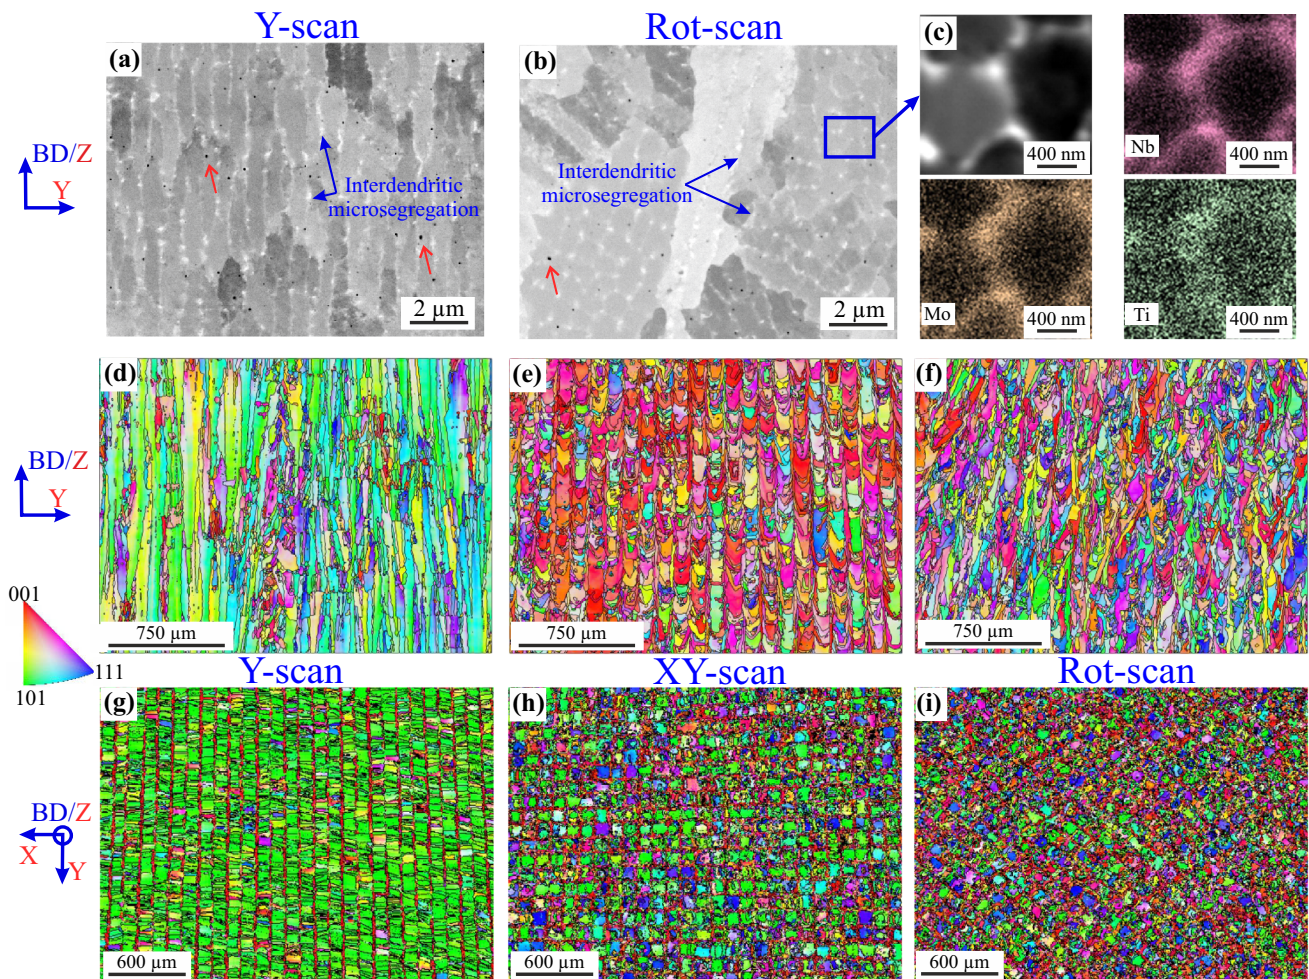 Y-scan
Rot-scan
(a)
(b)
(c)
BD/Z
Y
Interdendritic
microsegregation
2 µm
Interdendritic
microsegregation
2 µm
400 nm
Nb
400 nm
Mo
400 nm
Ti
400 nm
(d)
(e)
(f)
BD/Z
Y
001
111
101
750 µm
750 µm
750 µm
Y-scan
XY-scan
Rot-scan
(g)
(h)
(i)
BD/Z
X
Y
600 µm
600 µm
600 µm